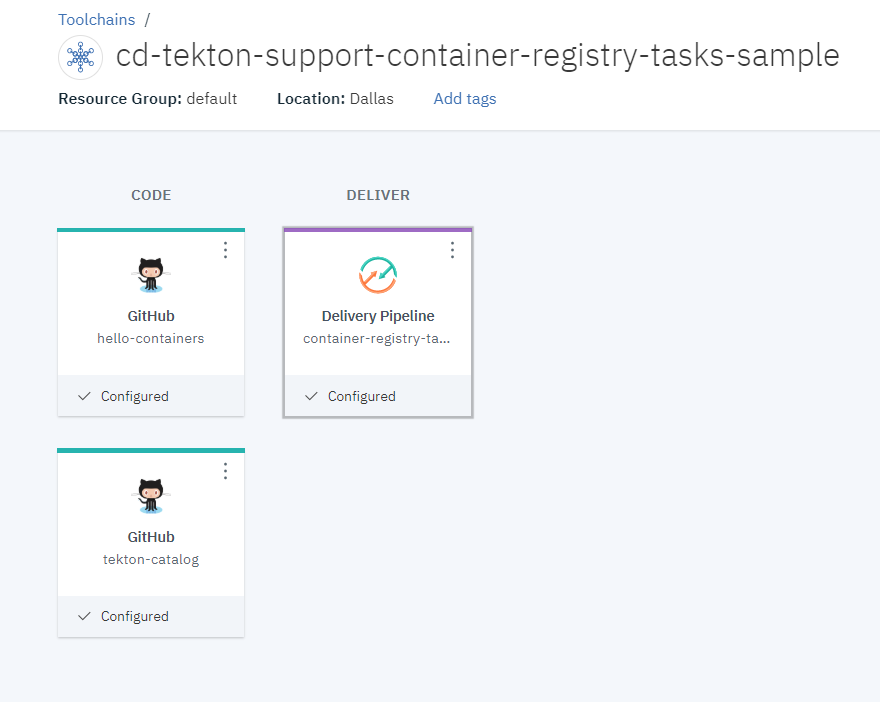 Toolchains /
cd-tekton-support-container-registry-tasks-sample
Resource Group: default Location: Dallas Add tags
CODE DELIVER
GitHub
hello-containers
Configured
Delivery Pipeline
container-registry-ta...
Configured
GitHub
tekton-catalog
Configured